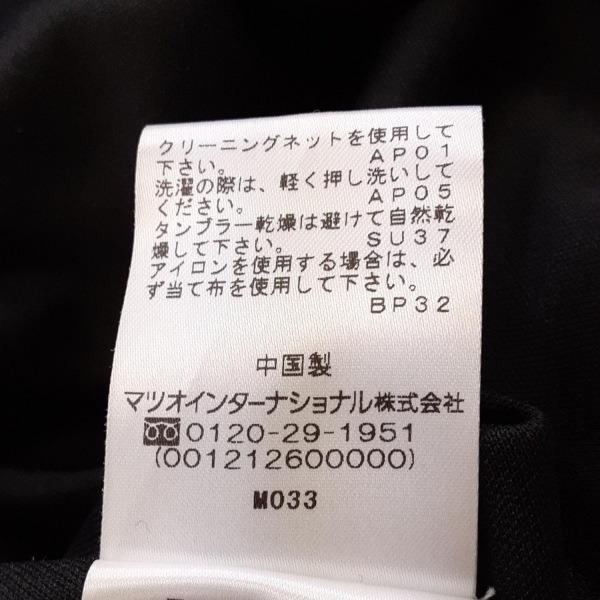 クリーニングネットを使用して
下さい。 AP01
洗濯の際は、軽く押し洗いして
ください。 AP05
タンブラー乾燥は避けて自然乾
燥して下さい。 SU37
アイロンを使用する場合は、必
ず当て布を使用して下さい。
BP32
中国製
マツオインターナショナル株式会社
0120-29-1951
(001212600000)
M033